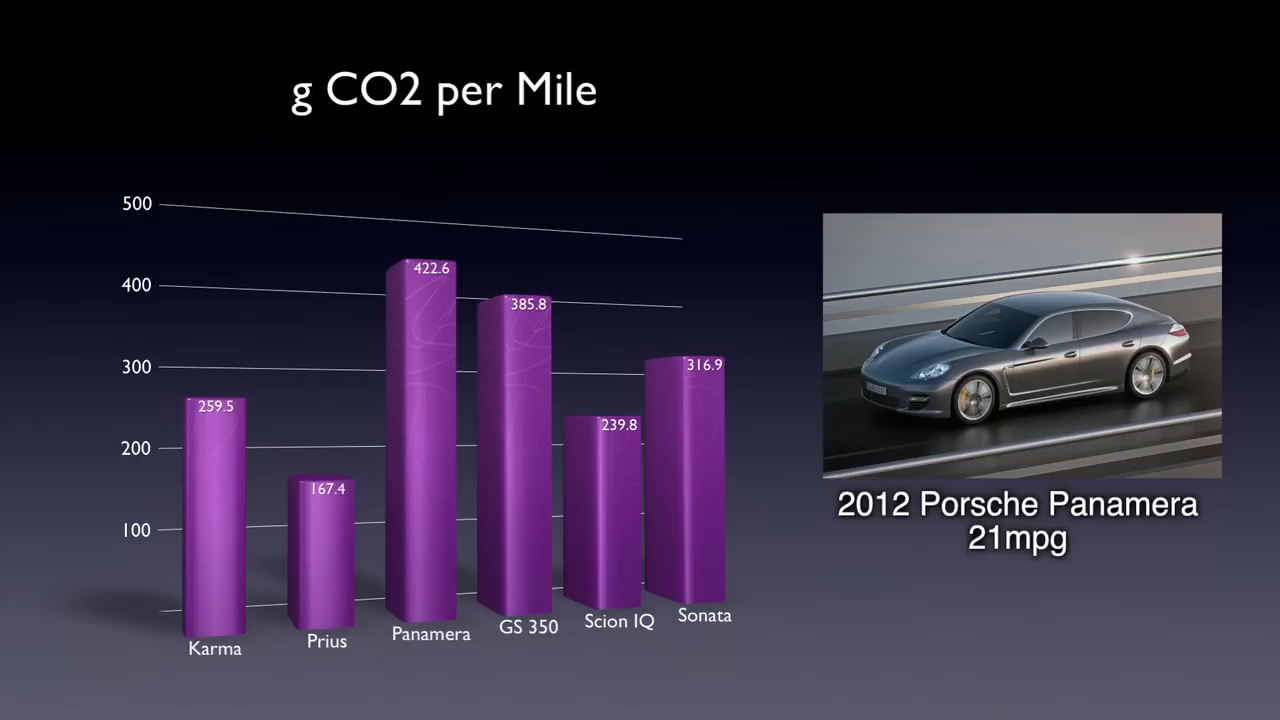 g CO2 per Mile
500
400
300
200
100
259.5
167.4
422.6
385.8
239.8
316.9
Karma
Prius
Panamera
GS 350
Scion IQ
Sonata
2012 Porsche Panamera
21mpg